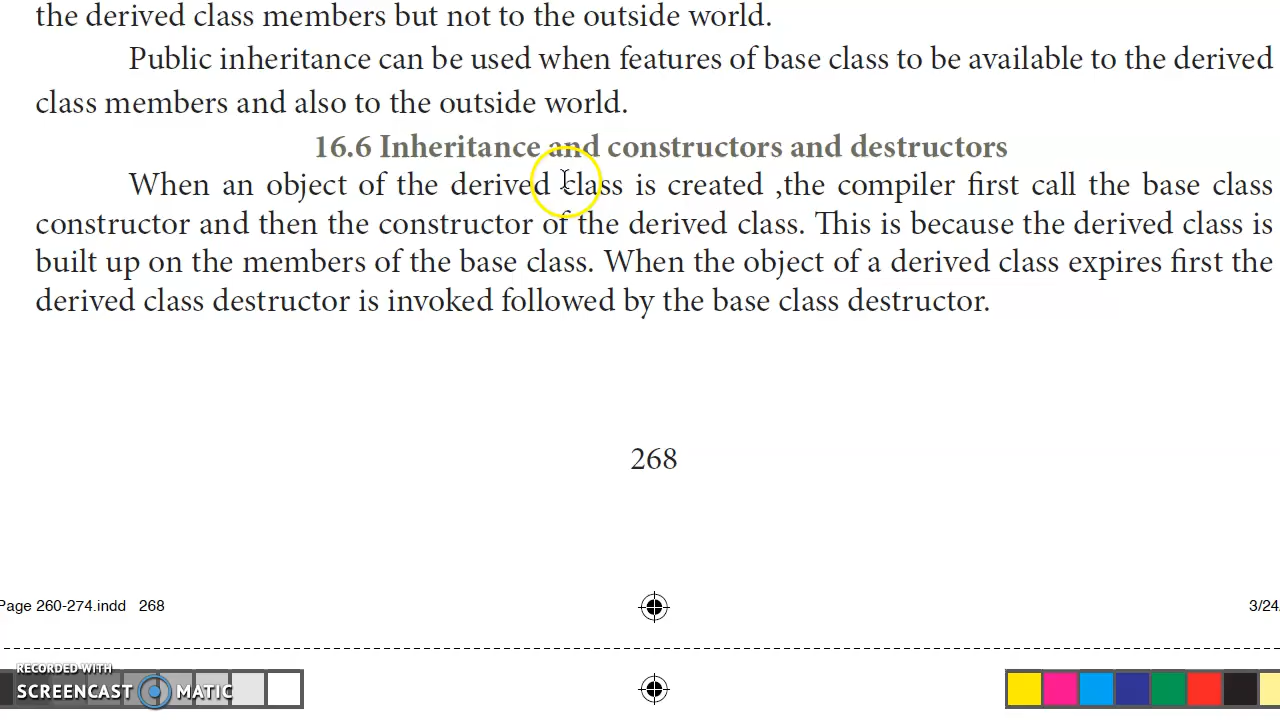 the derived class members but not to the outside world.
Public inheritance can be used when features of base class to be available to the derived
class members and also to the outside world.
16.6 Inheritance and constructors and destructors
When an object of the derived class is created ,the compiler first call the base class
constructor and then the constructor of the derived class. This is because the derived class is
built up on the members of the base class. When the object of a derived class expires first the
derived class destructor is invoked followed by the base class destructor.
268
Page 260-274.indd 268
3/24
RECORDED WITH
SCREENCAST MATIC